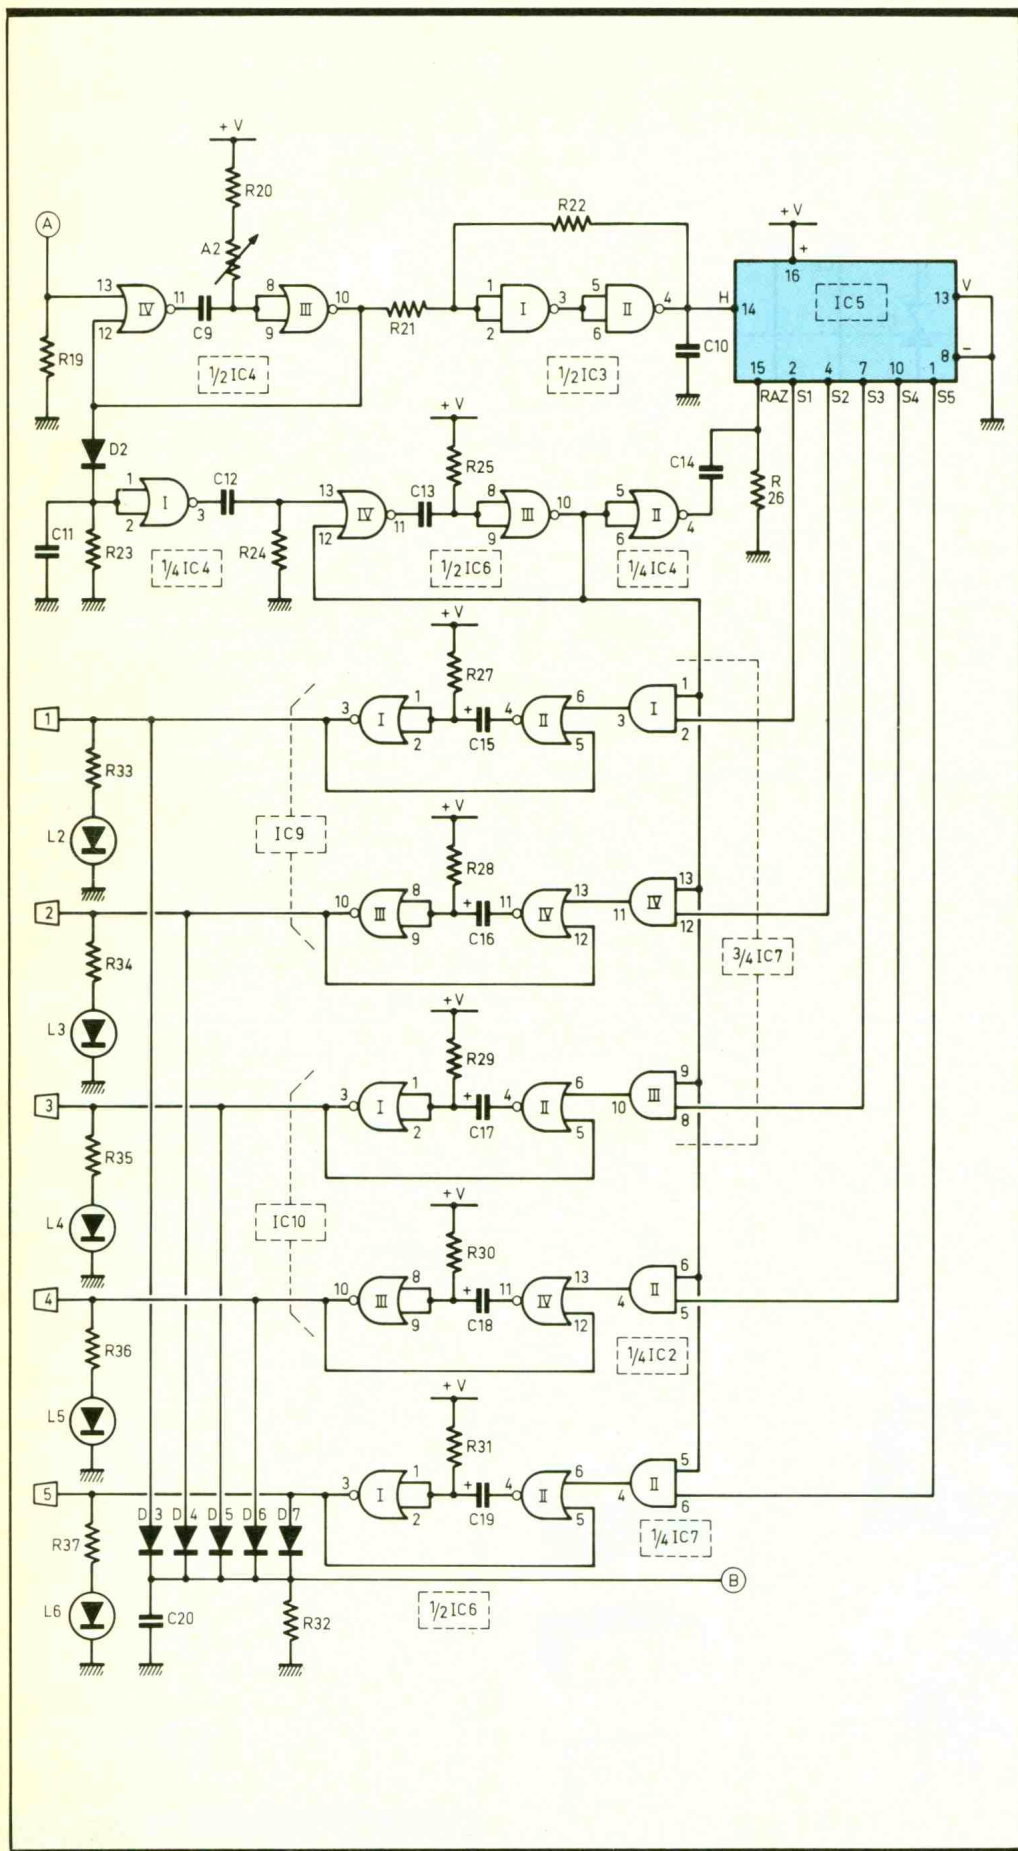 + V
R20
A
A2
R22
+ V
+
16
13 IV 11 C9 8 III 10 R21 1 I 3 5 II 4 H 14 IC5 13 V
12 9 2 6 8 -
R19
1/2 IC4
1/2 IC3
C10
15 2 4 7 10 1
RAZ S1 S2 S3 S4 S5
+ V
D2
R25
C14
R 26
1 I 3 C12 13 IV 11 C13 8 III 10 5 II 4
2 12 9 6
C11
R23
1/4 IC4
R24
1/2 IC6
1/4 IC4
+ V
R27
1
3 I 1 + C15 4 II 6 3 I 1
2 5 2
R33
L2
IC9
+ V
R28
2
10 III 8 + C16 11 IV 13 11 IV 13
9 12 12
R34
3/4 IC7
L3
+ V
R29
3
3 I 1 + C17 4 II 6 10 III 9
2 5 8
R35
L4
IC10
+ V
R30
4
10 III 8 + C18 11 IV 13 4 II 6
9 12 5
R36
1/4 IC2
L5
+ V
R31
5
3 I 1 + C19 4 II 6 4 II 5
2 5 6
D3 D4 D5 D6 D7
R37
1/4 IC7
B
L6
C20
R32
1/2 IC6